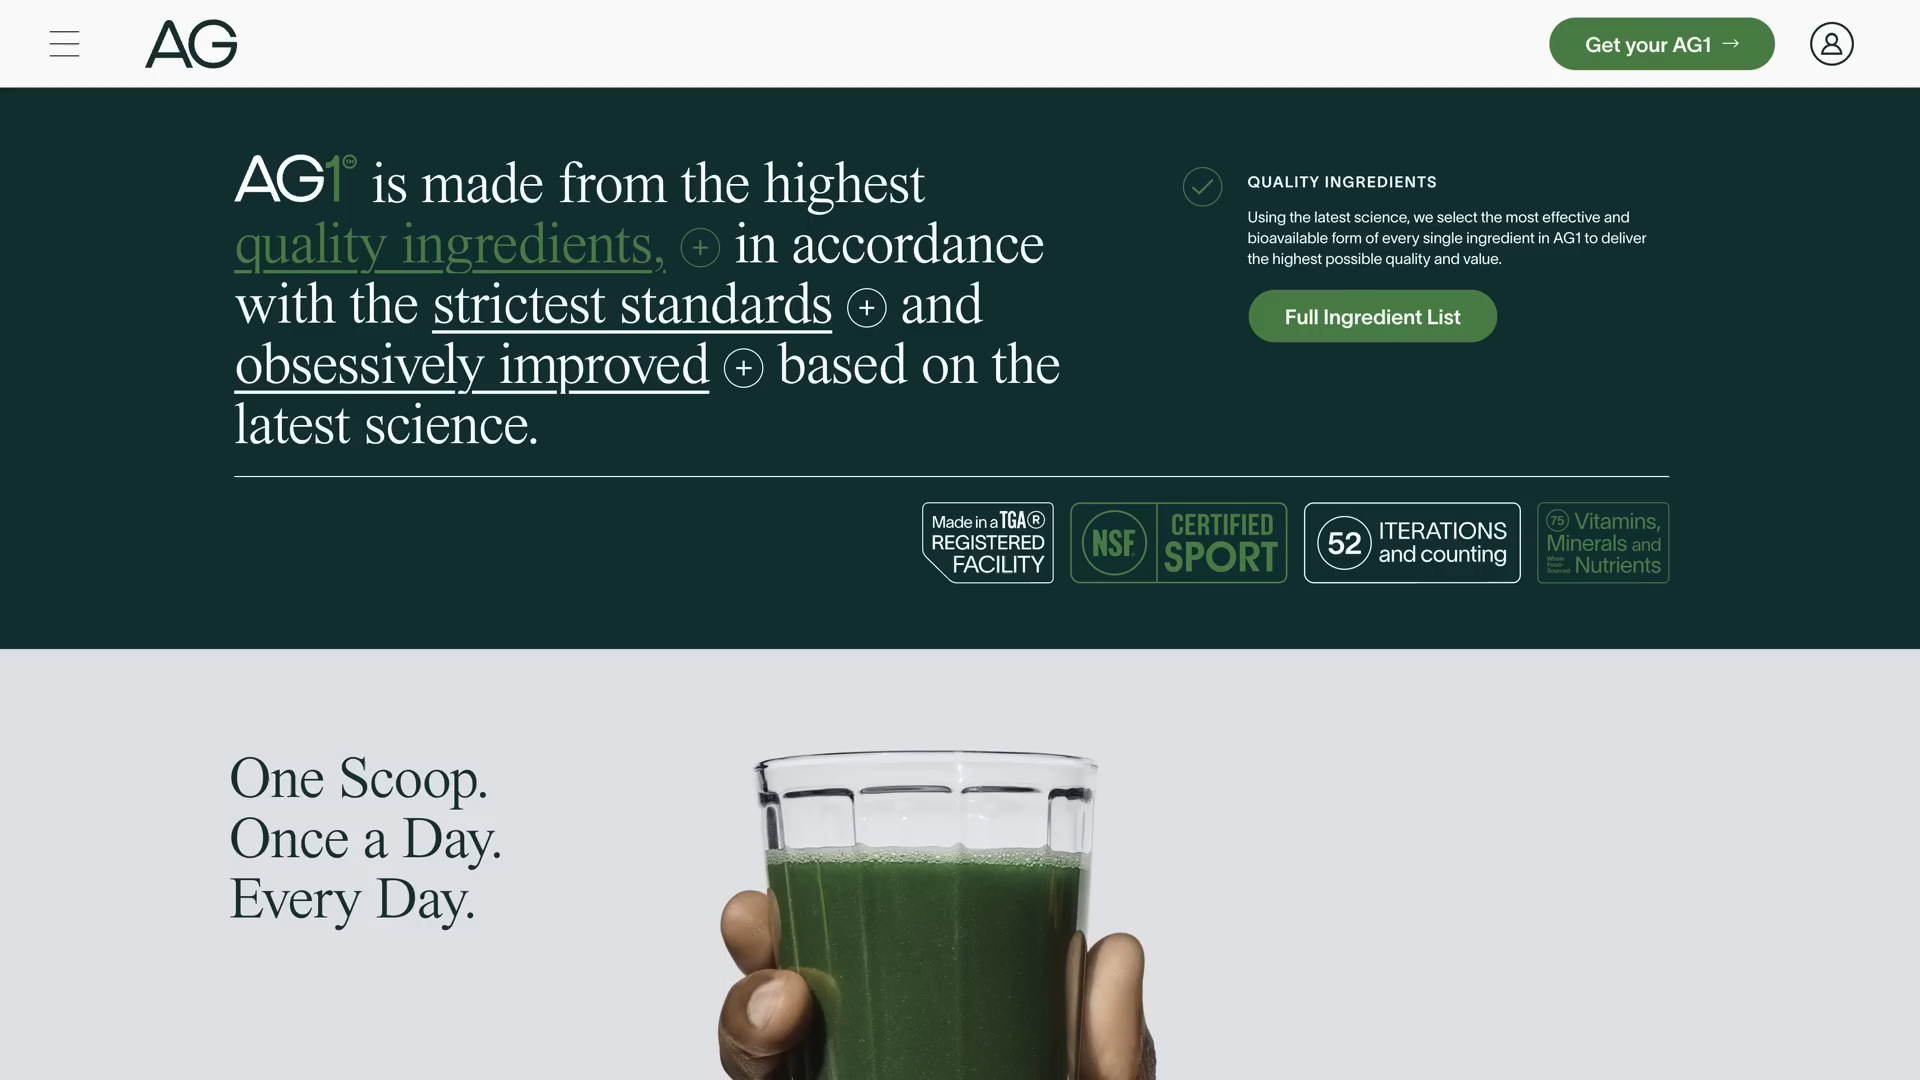 AG
Get your AG1 →
AG1™ is made from the highest
quality ingredients, + in accordance
with the strictest standards + and
obsessively improved + based on the
latest science.
QUALITY INGREDIENTS
Using the latest science, we select the most effective and
bioavailable form of every single ingredient in AG1 to deliver
the highest possible quality and value.
Full Ingredient List
Made in a TGA®
REGISTERED
FACILITY
NSF
CERTIFIED
SPORT
52
ITERATIONS
and counting
75 Vitamins,
Minerals and
Whole Food-Sourced Nutrients
One Scoop.
Once a Day.
Every Day.